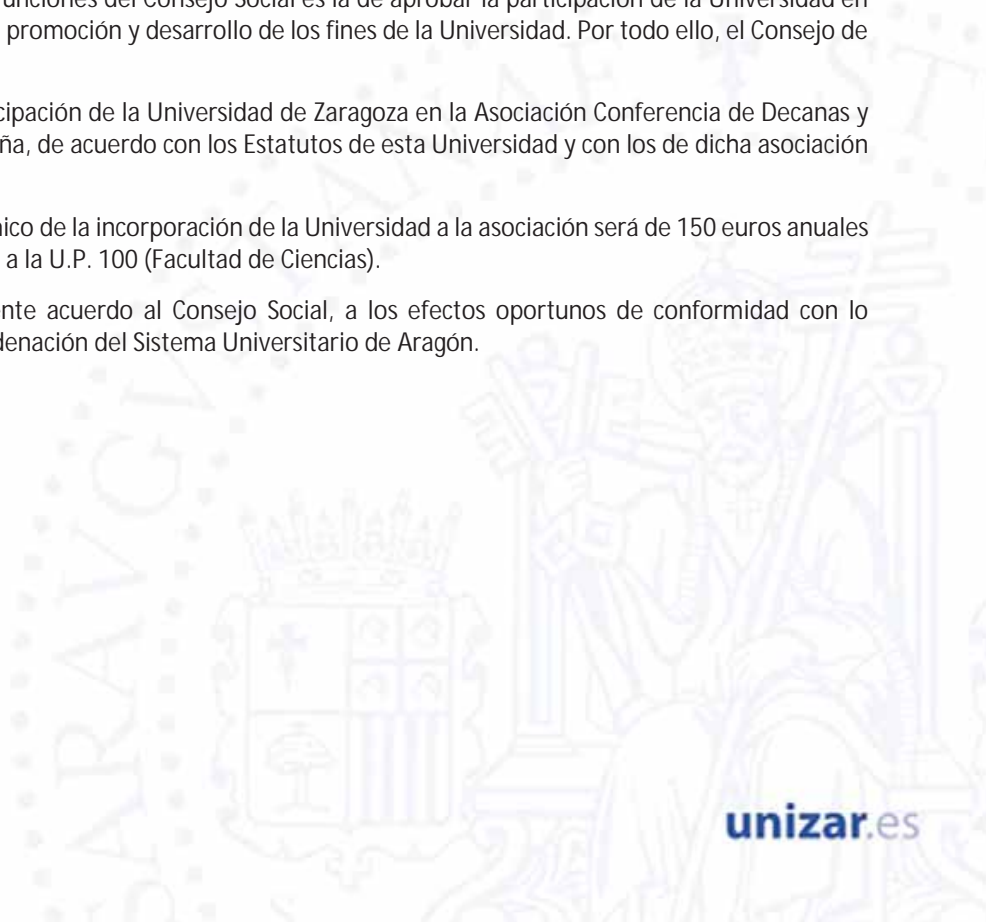 unciones del Consejo Social es la de aprobar la participación de la Universidad en
promoción y desarrollo de los fines de la Universidad. Por todo ello, el Consejo de
cipación de la Universidad de Zaragoza en la Asociación Conferencia de Decanas y
ña, de acuerdo con los Estatutos de esta Universidad y con los de dicha asociación
nico de la incorporación de la Universidad a la asociación será de 150 euros anuales
a la U.P. 100 (Facultad de Ciencias).
nte acuerdo al Consejo Social, a los efectos oportunos de conformidad con lo
denación del Sistema Universitario de Aragón.
unizar.es